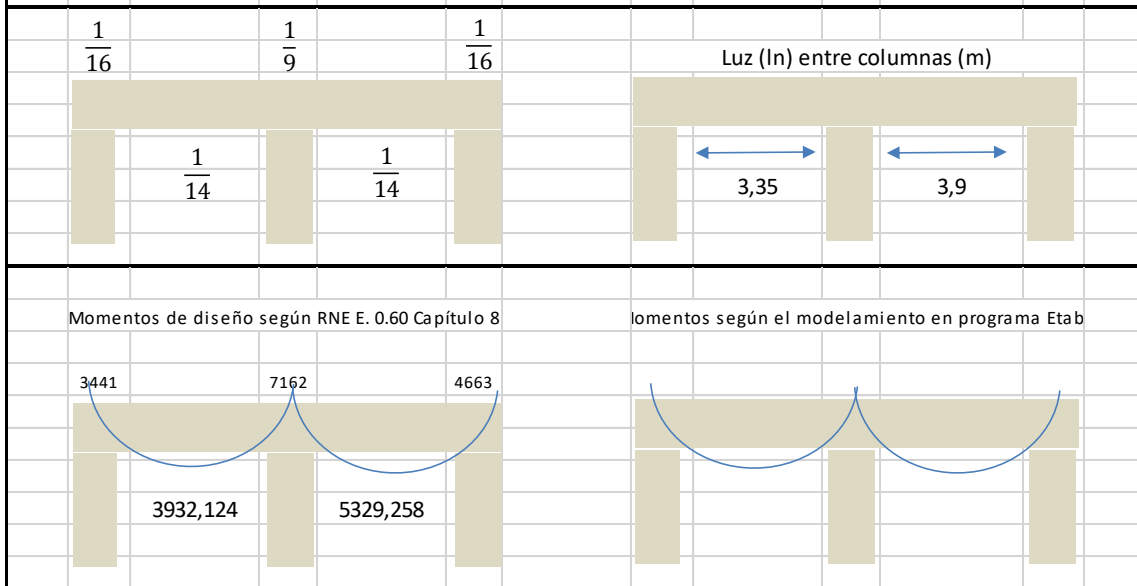 1/16 1/9 1/16
Luz (ln) entre columnas (m)
1/14 1/14
3,35 3,9
Momentos de diseño según RNE E. 0.60 Capítulo 8
lomentos según el modelamiento en programa Etab
3441 7162 4663
3932,124 5329,258